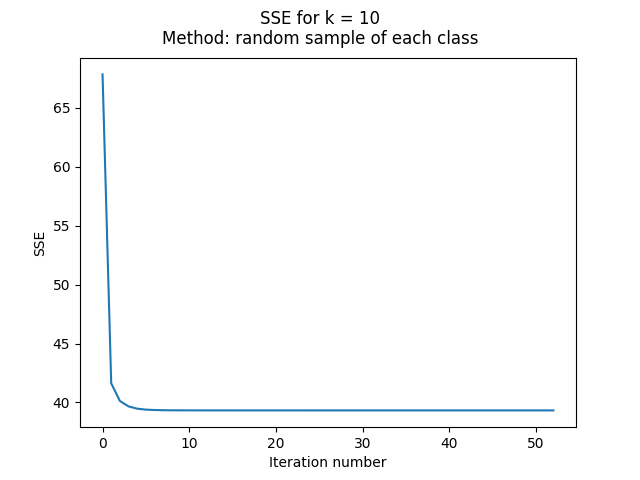 SSE for k = 10
Method: random sample of each class
65
60
55
50
45
40
SSE
0 10 20 30 40 50
Iteration number